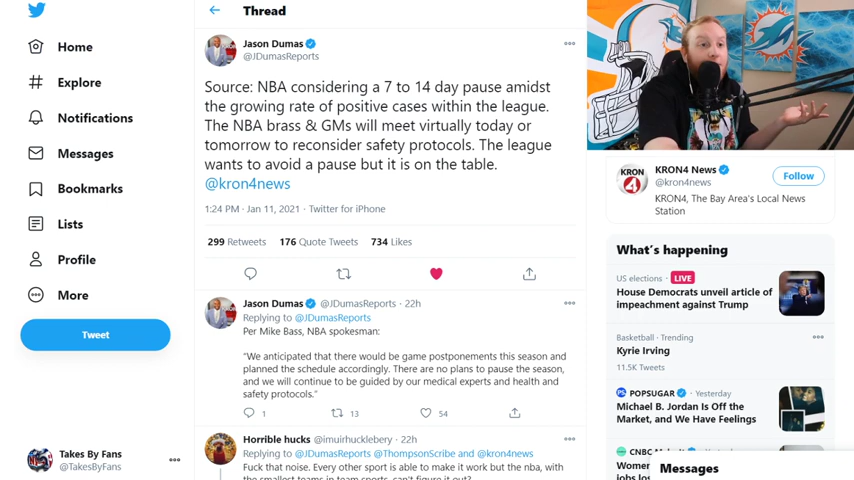 Thread
Home
Explore
Notifications
Messages
Bookmarks
Lists
Profile
More
Tweet
Takes By Fans
@TakesByFans
Jason Dumas
@JDumasReports
Source: NBA considering a 7 to 14 day pause amidst
the growing rate of positive cases within the league.
The NBA brass & GMs will meet virtually today or
tomorrow to reconsider safety protocols. The league
wants to avoid a pause but it is on the table.
@kron4news
1:24 PM · Jan 11, 2021 · Twitter for iPhone
299 Retweets 176 Quote Tweets 734 Likes
Jason Dumas @JDumasReports · 22h
Replying to @JDumasReports
Per Mike Bass, NBA spokesman:
“We anticipated that there would be game postponements this season and
planned the schedule accordingly. There are no plans to pause the season,
and we will continue to be guided by our medical experts and health and
safety protocols.”
1 13 54
Horrible hucks @imuirhucklebery · 22h
Replying to @JDumasReports @ThompsonScribe and @kron4news
Fuck that noise. Every other sport is able to make it work but the nba, with
the smallest teams in team sports, can't figure it out?
KRON
4
KRON4 News
@kron4news
Follow
KRON4, The Bay Area's Local News
Station
What's happening
US elections · LIVE
House Democrats unveil article of
impeachment against Trump
Basketball · Trending
Kyrie Irving
11.5K Tweets
POPSUGAR · Yesterday
Michael B. Jordan Is Off the
Market, and We Have Feelings
Messages